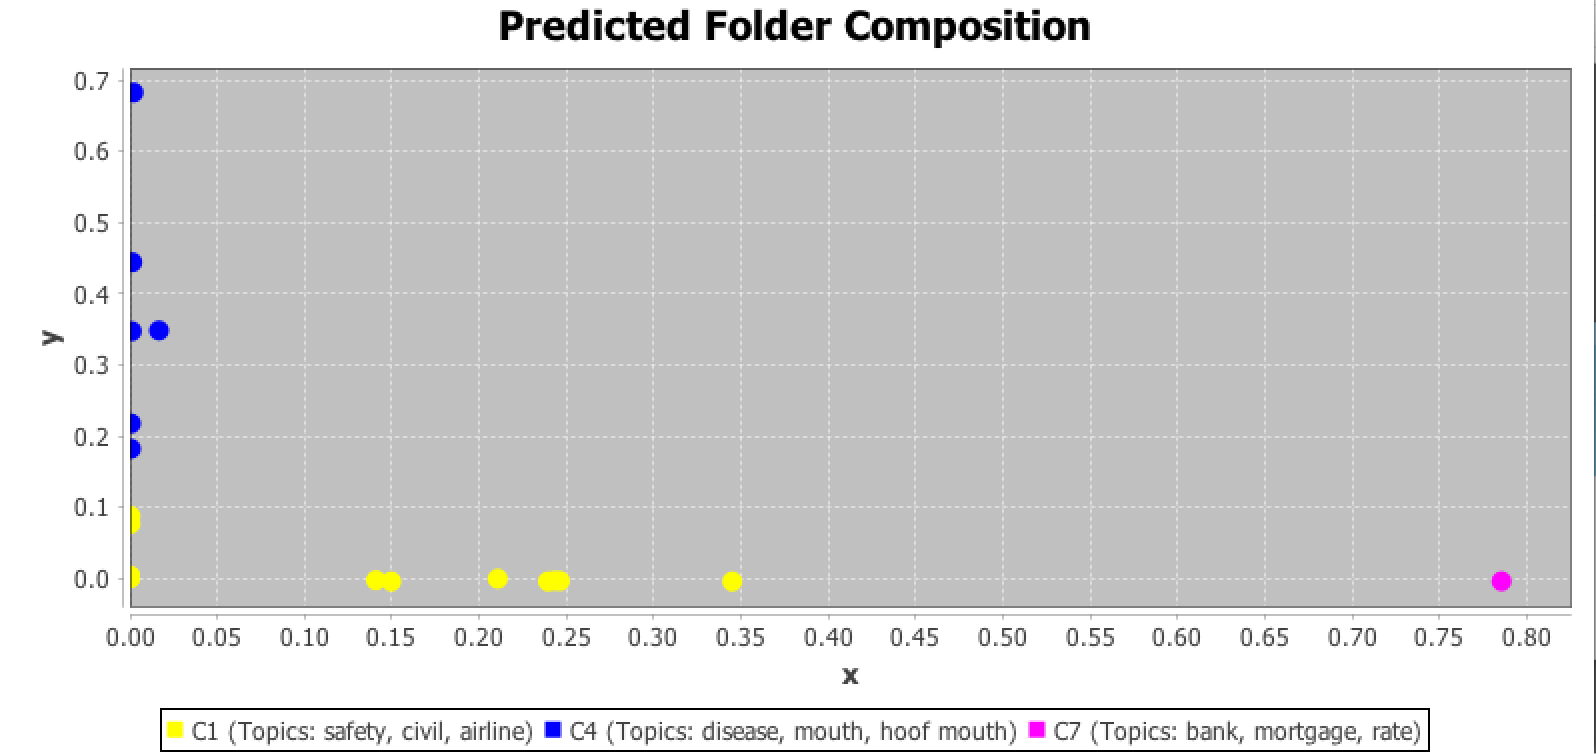 Predicted Folder Composition
0.7
0.6
0.5
0.4
0.3
0.2
0.1
0.0
y
0.00 0.05 0.10 0.15 0.20 0.25 0.30 0.35 0.40 0.45 0.50 0.55 0.60 0.65 0.70 0.75 0.80
x
C1 (Topics: safety, civil, airline) C4 (Topics: disease, mouth, hoof mouth) C7 (Topics: bank, mortgage, rate)